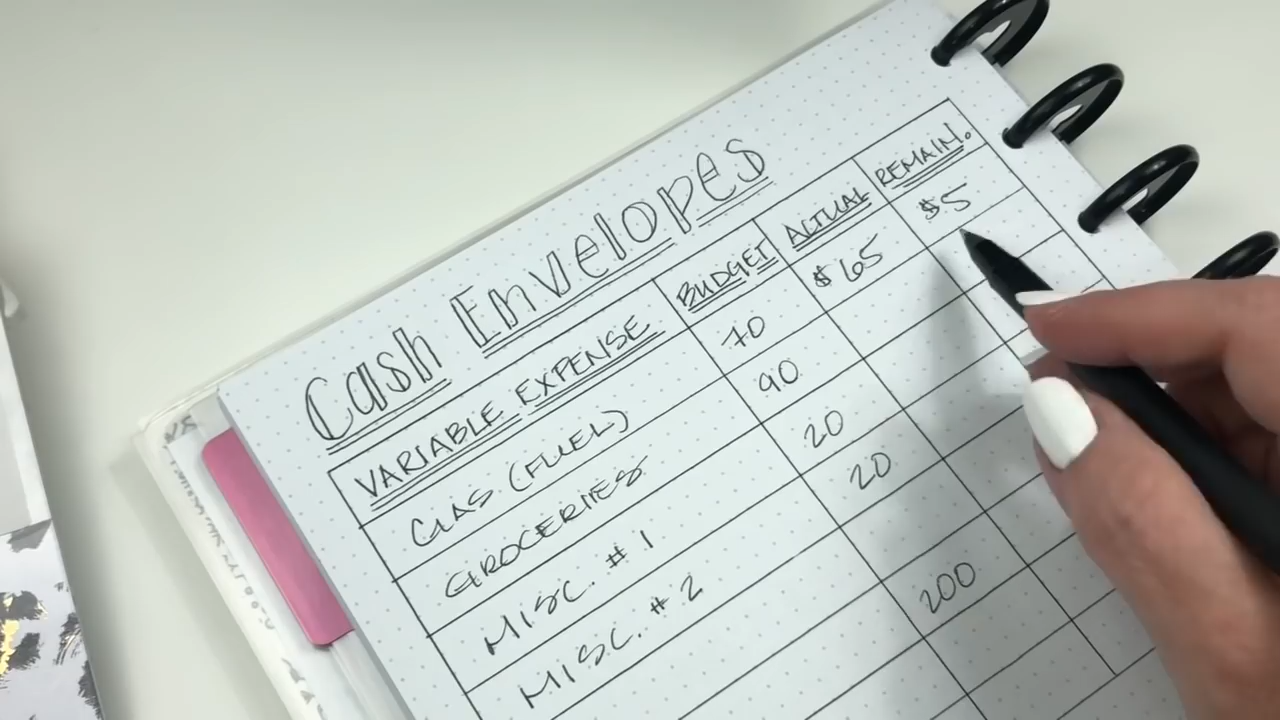 Cash Envelopes
VARIABLE EXPENSE BUDGET ACTUAL REMAIN.
GAS (FUEL) 70 $65 $5
GROCERIES 90
MISC. #1 20
MISC. #2 20
200